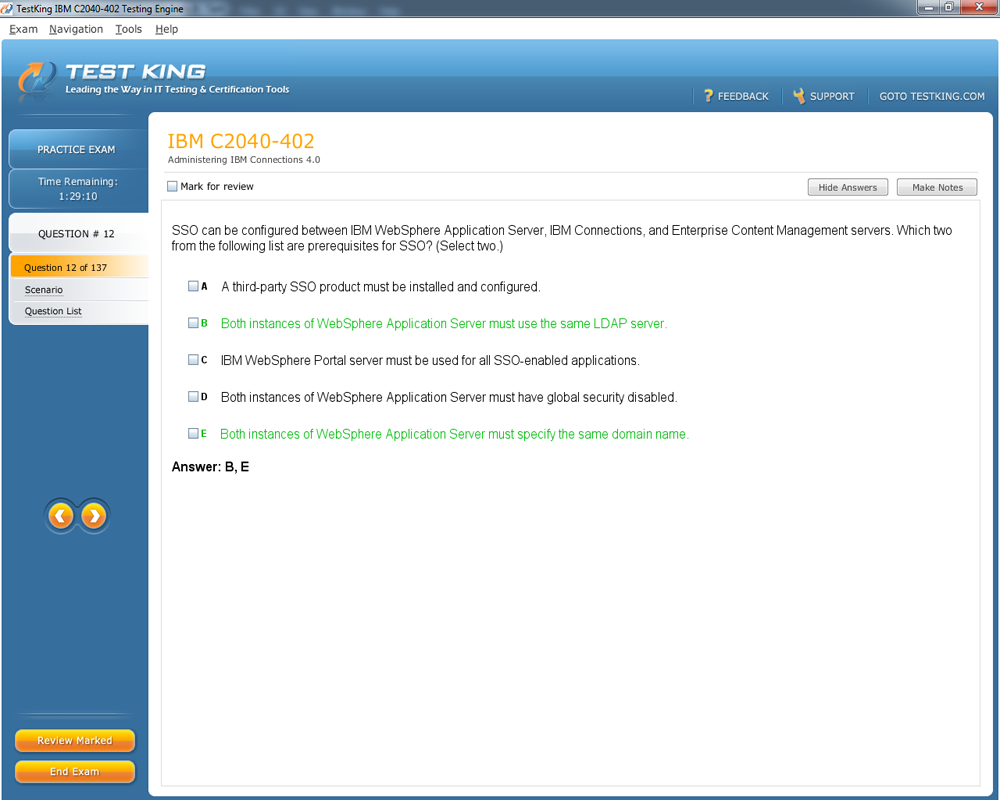 TestKing IBM C2040-402 Testing Engine
Exam Navigation Tools Help
TEST KING
Leading the Way in IT Testing & Certification Tools
? FEEDBACK SUPPORT GOTO TESTKING.COM
PRACTICE EXAM
Time Remaining:
1:29:10
QUESTION # 12
Question 12 of 137
Scenario
Question List
Review Marked
End Exam
IBM C2040-402
Administering IBM Connections 4.0
Mark for review
Hide Answers Make Notes
SSO can be configured between IBM WebSphere Application Server, IBM Connections, and Enterprise Content Management servers. Which two
from the following list are prerequisites for SSO? (Select two.)
A A third-party SSO product must be installed and configured.
B Both instances of WebSphere Application Server must use the same LDAP server.
C IBM WebSphere Portal server must be used for all SSO-enabled applications.
D Both instances of WebSphere Application Server must have global security disabled.
E Both instances of WebSphere Application Server must specify the same domain name.
Answer: B, E